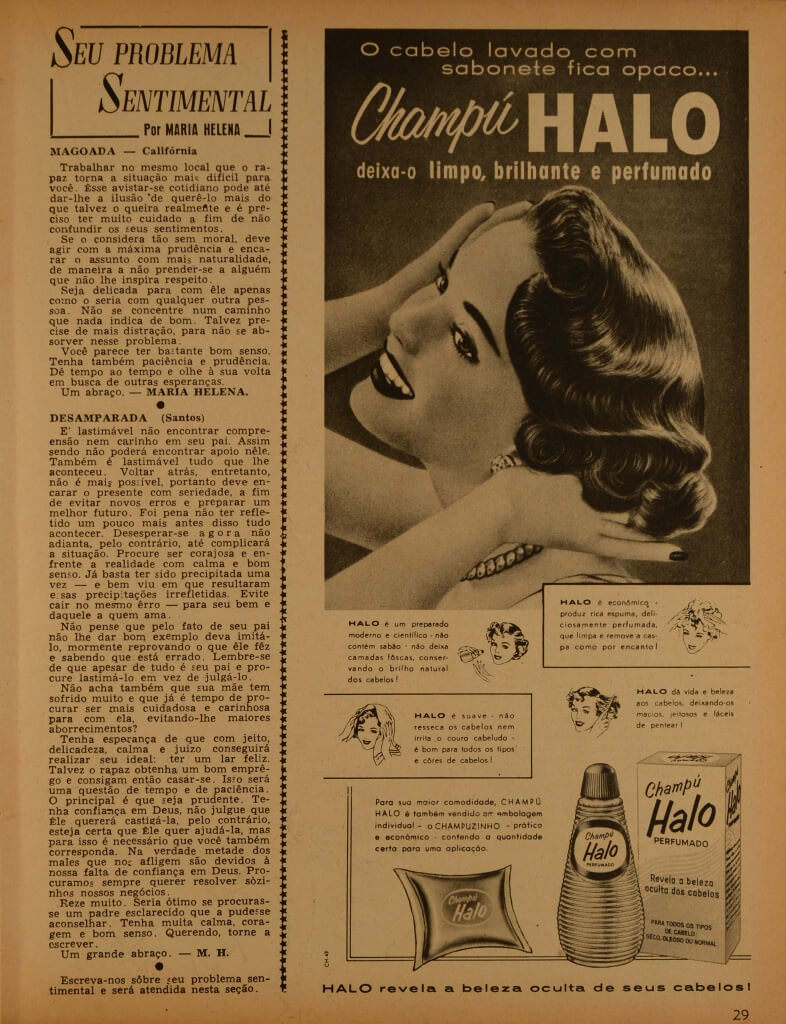 SEU PROBLEMA
SENTIMENTAL
Por MARIA HELENA
MAGOADA — Califórnia
Trabalhar no mesmo local que o ra-
paz torna a situação mais difícil para
você. Esse avistar-se cotidiano pode até
dar-lhe a ilusão de querê-lo mais do
que talvez o queira realmente e é pre-
ciso ter muito cuidado a fim de não
confundir os seus sentimentos.
Se o considera tão sem moral, deve
agir com a máxima prudência e enca-
rar o assunto com mais naturalidade,
de maneira a não prender-se a alguém
que não lhe inspira respeito.
Seja delicada para com êle apenas
como o seria com qualquer outra pes-
soa. Não se concentre num caminho
que nada indica de bom. Talvez pre-
cise de mais distração, para não se ab-
sorver nesse problema.
Você parece ter bastante bom senso.
Tenha também paciência e prudência.
Dê tempo ao tempo e olhe à sua volta
em busca de outras esperanças.
Um abraço. — MARIA HELENA.
DESAMPARADA (Santos)
E' lastimável não encontrar compre-
ensão nem carinho em seu pai. Assim
sendo não poderá encontrar apoio nêle.
Também é lastimável tudo que lhe
aconteceu. Voltar atrás, entretanto,
não é mais possível, portanto deve en-
carar o presente com seriedade, a fim
de evitar novos erros e preparar um
melhor futuro. Foi pena não ter refle-
tido um pouco mais antes disso tudo
acontecer. Desesperar-se agora não
adianta, pelo contrário, até complicará
a situação. Procure ser corajosa e en-
frente a realidade com calma e bom
senso. Já basta ter sido precipitada uma
vez — e bem viu em que resultaram
essas precipitações irrefletidas. Evite
cair no mesmo êrro — para seu bem e
daquele a quem ama.
Não pense que pelo fato de seu pai
não lhe dar bom exemplo deva imitá-
lo, mormente reprovando o que êle fêz
e sabendo que está errado. Lembre-se
de que apesar de tudo é seu pai e pro-
cure lastimá-lo em vez de julgá-lo.
Não acha também que sua mãe tem
sofrido muito e que já é tempo de pro-
curar ser mais cuidadosa e carinhosa
para com ela, evitando-lhe maiores
aborrecimentos?
Tenha esperança de que com jeito,
delicadeza, calma e juizo conseguirá
realizar seu ideal: ter um lar feliz.
Talvez o rapaz obtenha um bom empré-
go e consigam então casár-se. Isto será
uma questão de tempo e de paciência.
O principal é que seja prudente. Te-
nha confiança em Deus, não julgue que
Êle quererá castigá-la, pelo contrário,
esteja certa que Êle quer ajudá-la, mas
para isso é necessário que você também
corresponda. Na verdade metade dos
males que nos afligem são devidos à
nossa falta de confiança em Deus. Pro-
curamos sempre querer resolver sòzi-
nhos nossos negócios.
Reze muito. Seria ótimo se procuras-
se um padre esclarecido que a pudesse
aconselhar. Tenha muita calma, cora-
gem e bom senso. Querendo, torne a
escrever.
Um grande abraço. — M. H.
Escreva-nos sôbre seu problema sen-
timental e será atendida nesta seção.
O cabelo lavado com
sabonete fica opaco...
Champú HALO
deixa-o limpo, brilhante e perfumado
HALO é um preparado
moderno e científico - não
contém sabão - não deixa
camadas fôscas, conser-
vando o brilho natural
dos cabelos!
HALO é econômico -
produz rica espuma, deli-
ciosamente perfumada,
que limpa e remove a cas-
pa como por encanto!
HALO é suave - não
resseca os cabelos nem
irrita o couro cabeludo -
é bom para todos os tipos
e côres de cabelos!
HALO dá vida e beleza
aos cabelos, deixando-os
macios, jeitosos e fáceis
de pentear!
Para sua maior comodidade, CHAMPÚ
HALO é também vendido em embalagem
individual - o CHAMPUZINHO - prático
e econômico - contendo a quantidade
certa para uma aplicação.
Champú
Halo
Champú
Halo
PERFUMADO
Champú
Halo
PERFUMADO
Revela a beleza
oculta dos cabelos
PARA TODOS OS TIPOS
DE CABELO:
SÊCO, OLEOSO OU NORMAL
HALO revela a beleza oculta de seus cabelos!
29